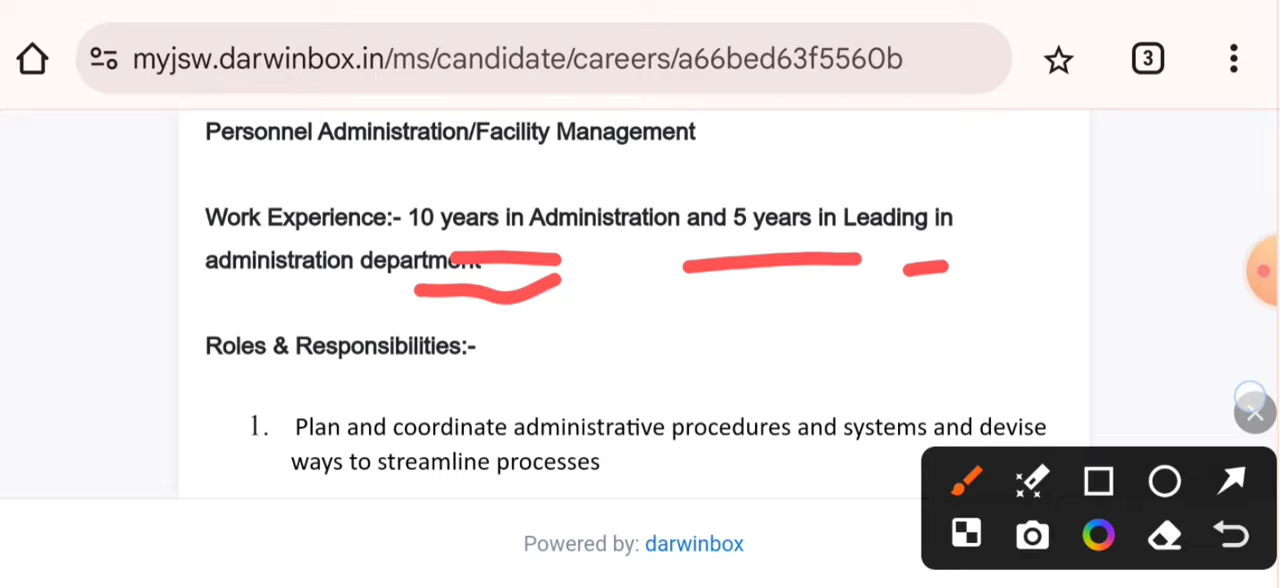 myjsw.darwinbox.in/ms/candidate/careers/a66bed63f5560b
3
Personnel Administration/Facility Management
Work Experience:- 10 years in Administration and 5 years in Leading in
administration department
Roles & Responsibilities:-
1. Plan and coordinate administrative procedures and systems and devise
ways to streamline processes
Powered by: darwinbox